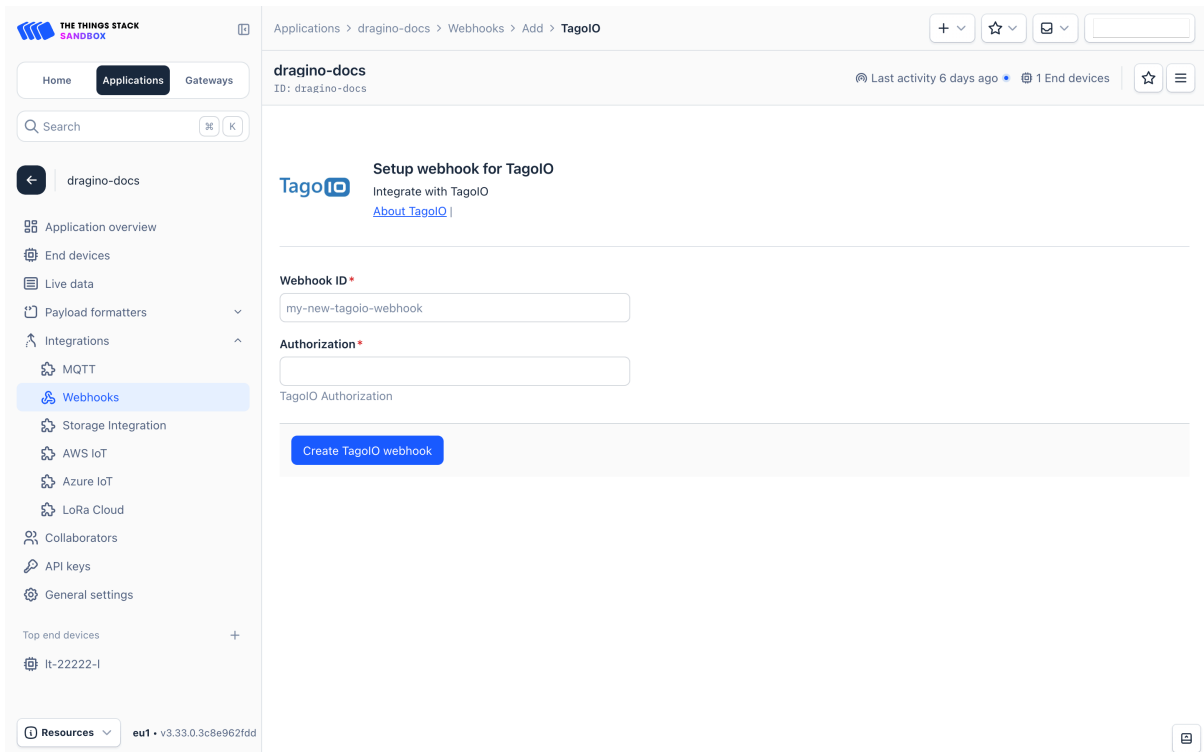 THE THINGS STACK
SANDBOX
Home
Applications
Gateways
Search
⌘ K
dragino-docs
Application overview
End devices
Live data
Payload formatters
Integrations
MQTT
Webhooks
Storage Integration
AWS IoT
Azure IoT
LoRa Cloud
Collaborators
API keys
General settings
Top end devices
lt-22222-l
Resources
eu1 • v3.33.0.3c8e962fdd
Applications > dragino-docs > Webhooks > Add > TagoIO
dragino-docs
ID: dragino-docs
Last activity 6 days ago • 1 End devices
TagoIO
Setup webhook for TagoIO
Integrate with TagoIO
About TagoIO |
Webhook ID*
my-new-tagoio-webhook
Authorization*
TagoIO Authorization
Create TagoIO webhook